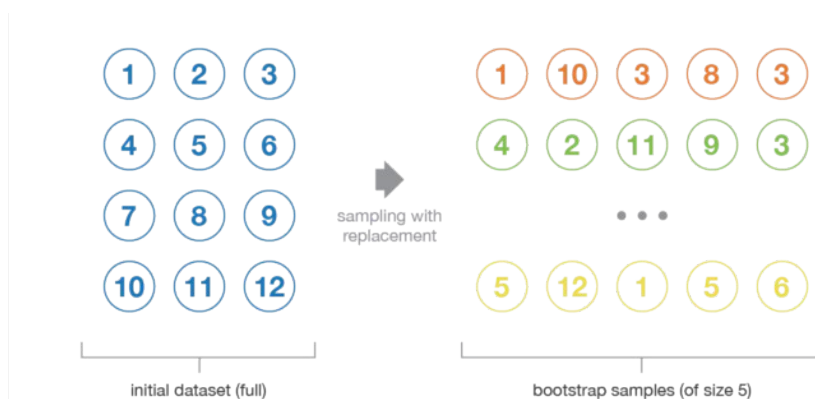 1 2 3
4 5 6
7 8 9
10 11 12
initial dataset (full)
sampling with
replacement
1 10 3 8 3
4 2 11 9 3
...
5 12 1 5 6
bootstrap samples (of size 5)